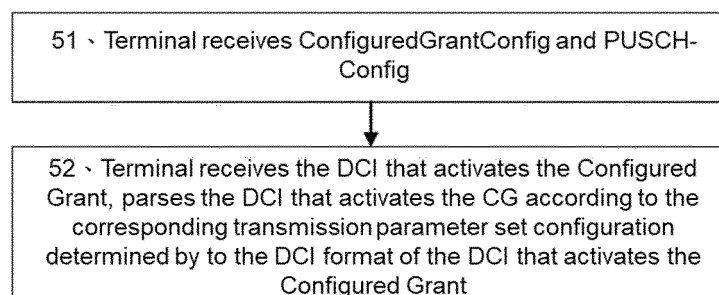 51、Terminal receives ConfiguredGrantConfig and PUSCH-
Config
52、Terminal receives the DCI that activates the Configured
Grant, parses the DCI that activates the CG according to the
corresponding transmission parameter set configuration
determined by to the DCI format of the DCI that activates the
Configured Grant